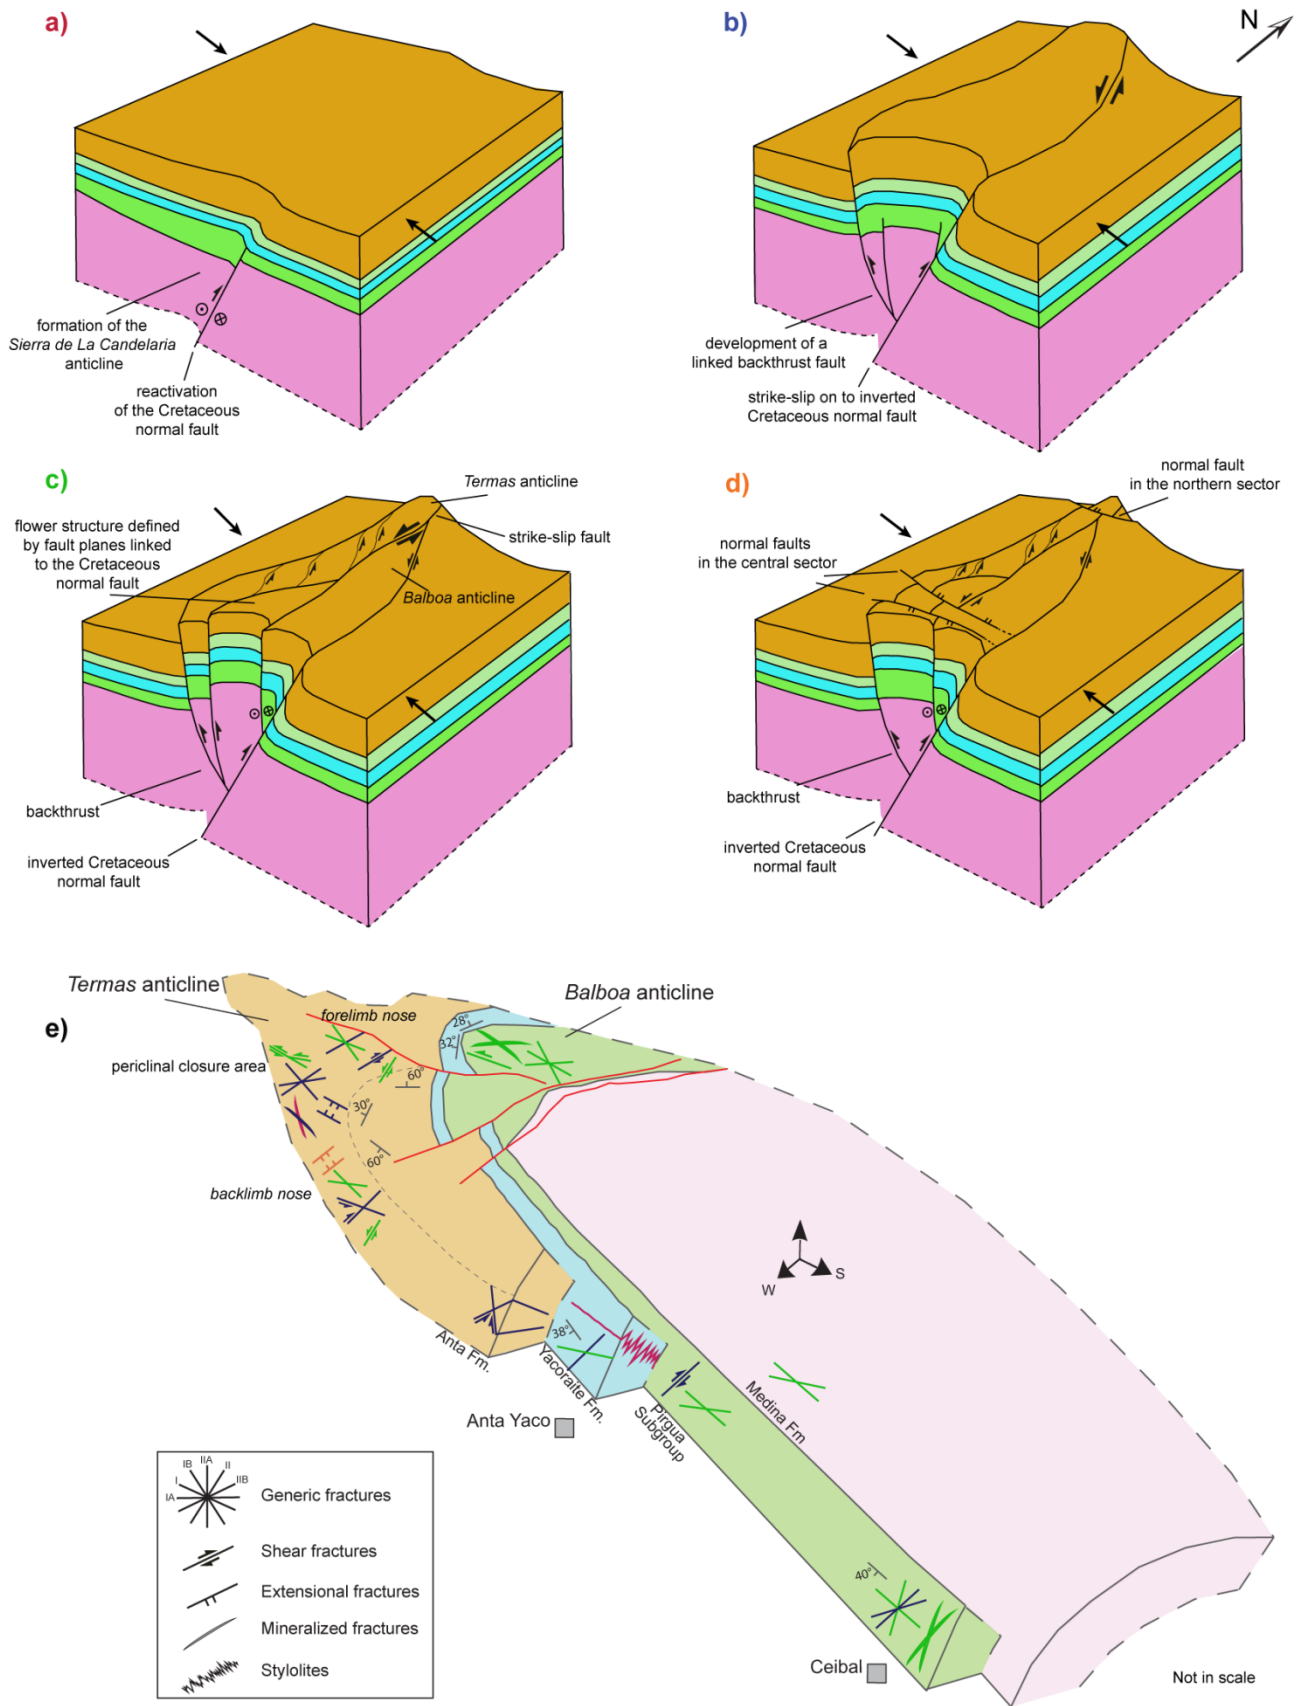 a)
formation of the
Sierra de La Candelaria
anticline
reactivation
of the Cretaceous
normal fault
b)
N
development of a
linked backthrust fault
strike-slip on to inverted
Cretaceous normal fault
c)
Termas anticline
flower structure defined
by fault planes linked
to the Cretaceous
normal fault
strike-slip fault
Balboa anticline
backthrust
inverted Cretaceous
normal fault
d)
normal fault
in the northern sector
normal faults
in the central sector
backthrust
inverted Cretaceous
normal fault
e)
Termas anticline
Balboa anticline
forelimb nose
periclinal closure area
backlimb nose
28°
32°
60°
30°
60°
38°
40°
W
S
Anta Fm.
Yacoraite Fm.
Pirgua
Subgroup
Medina Fm
Anta Yaco
Ceibal
Not in scale
IA
I
IB
IIA
II
IIB
Generic fractures
Shear fractures
Extensional fractures
Mineralized fractures
Stylolites